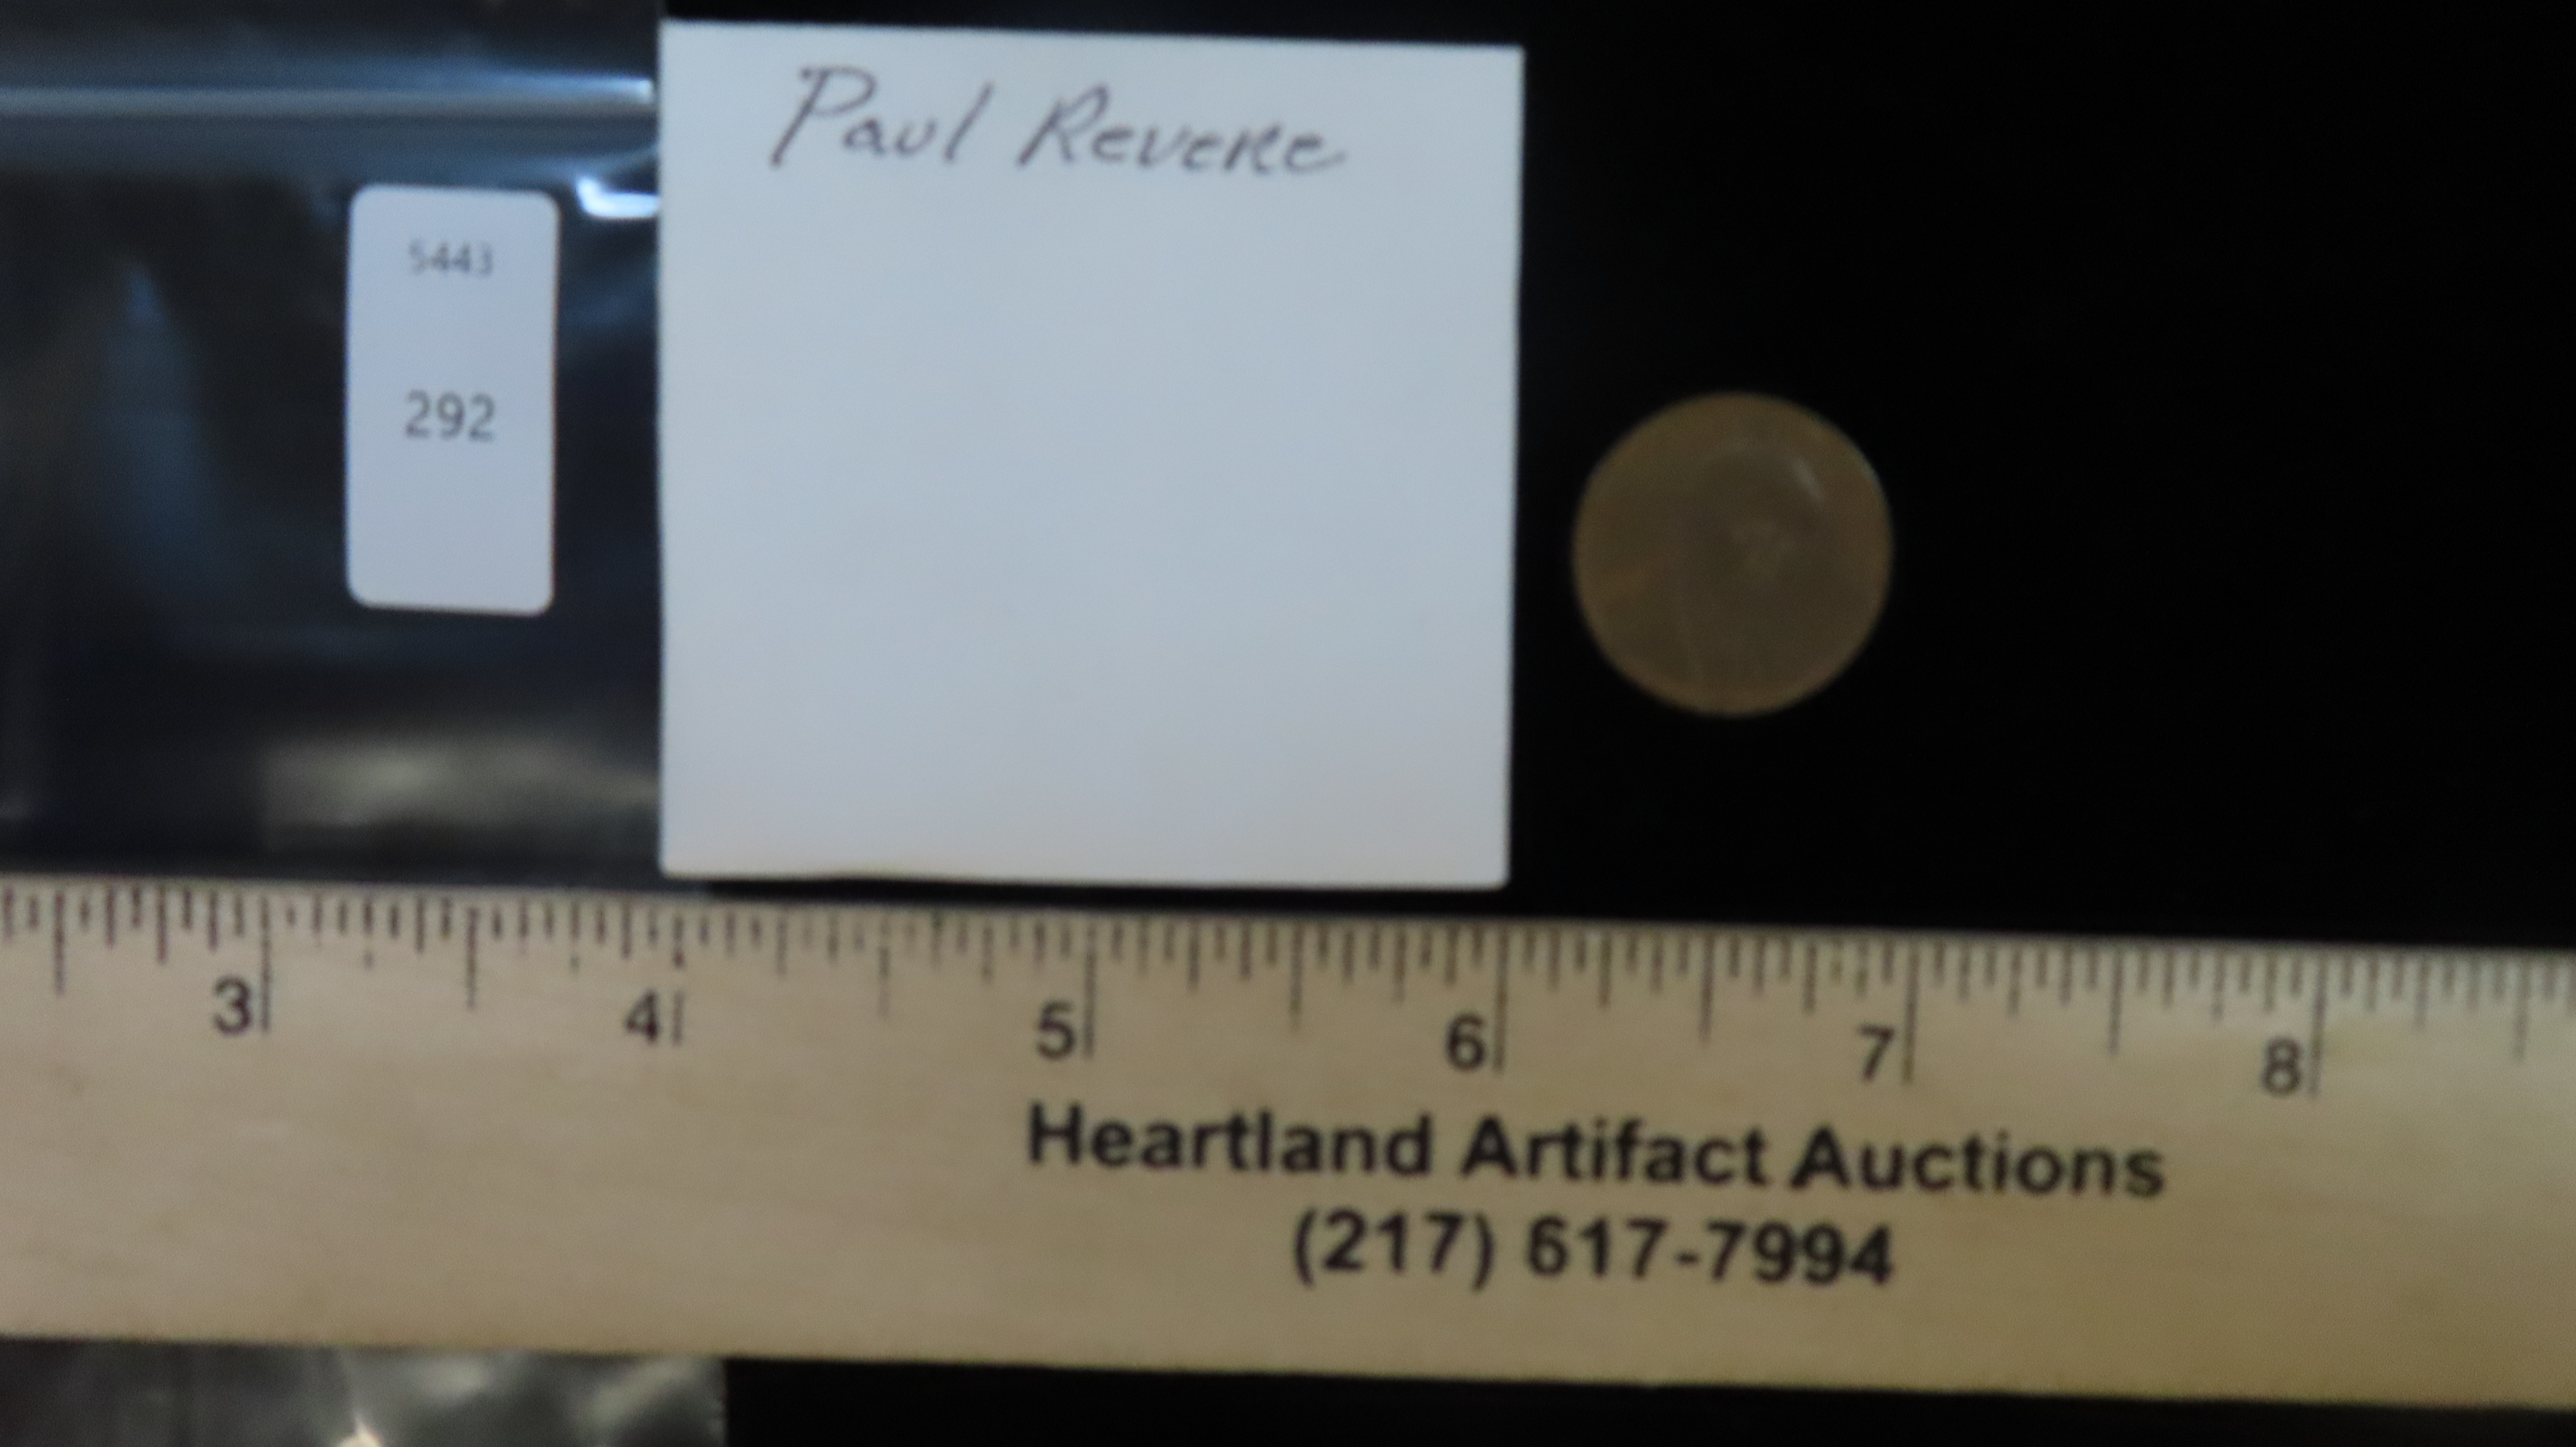 Paul Revere
5443
292
3 4 5 6 7 8
Heartland Artifact Auctions
(217) 617-7994